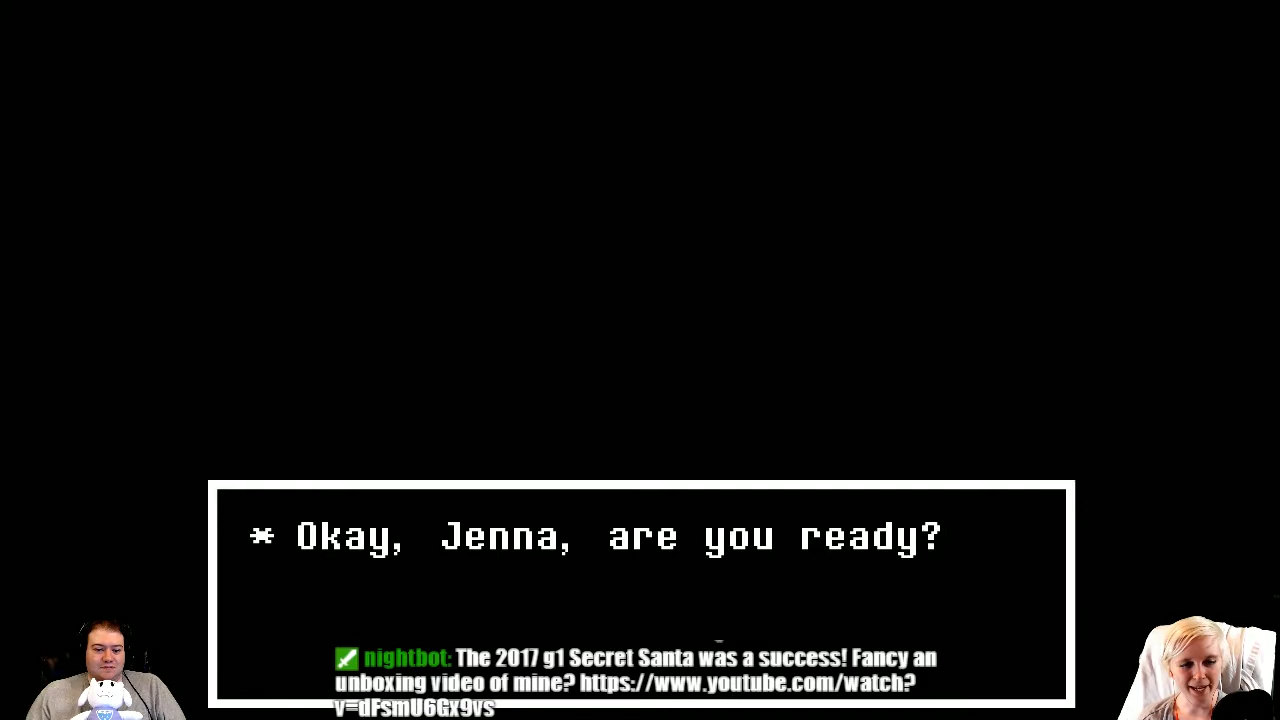 * Okay, Jenna, are you ready?
nightbot: The 2017 g1 Secret Santa was a success! Fancy an
unboxing video of mine? https://www.youtube.com/watch?
v=dFsmU6Gx9vs